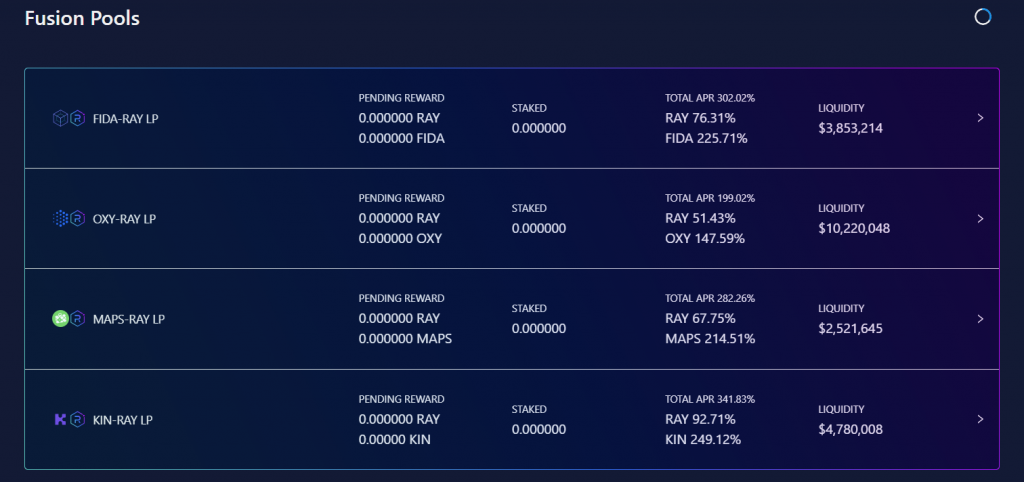 Fusion Pools
FIDA-RAY LP
PENDING REWARD
0.000000 RAY
0.000000 FIDA
STAKED
0.000000
TOTAL APR 302.02%
RAY 76.31%
FIDA 225.71%
LIQUIDITY
$3,853,214
OXY-RAY LP
PENDING REWARD
0.000000 RAY
0.000000 OXY
STAKED
0.000000
TOTAL APR 199.02%
RAY 51.43%
OXY 147.59%
LIQUIDITY
$10,220,048
MAPS-RAY LP
PENDING REWARD
0.000000 RAY
0.000000 MAPS
STAKED
0.000000
TOTAL APR 282.26%
RAY 67.75%
MAPS 214.51%
LIQUIDITY
$2,521,645
KIN-RAY LP
PENDING REWARD
0.000000 RAY
0.00000 KIN
STAKED
0.000000
TOTAL APR 341.83%
RAY 92.71%
KIN 249.12%
LIQUIDITY
$4,780,008